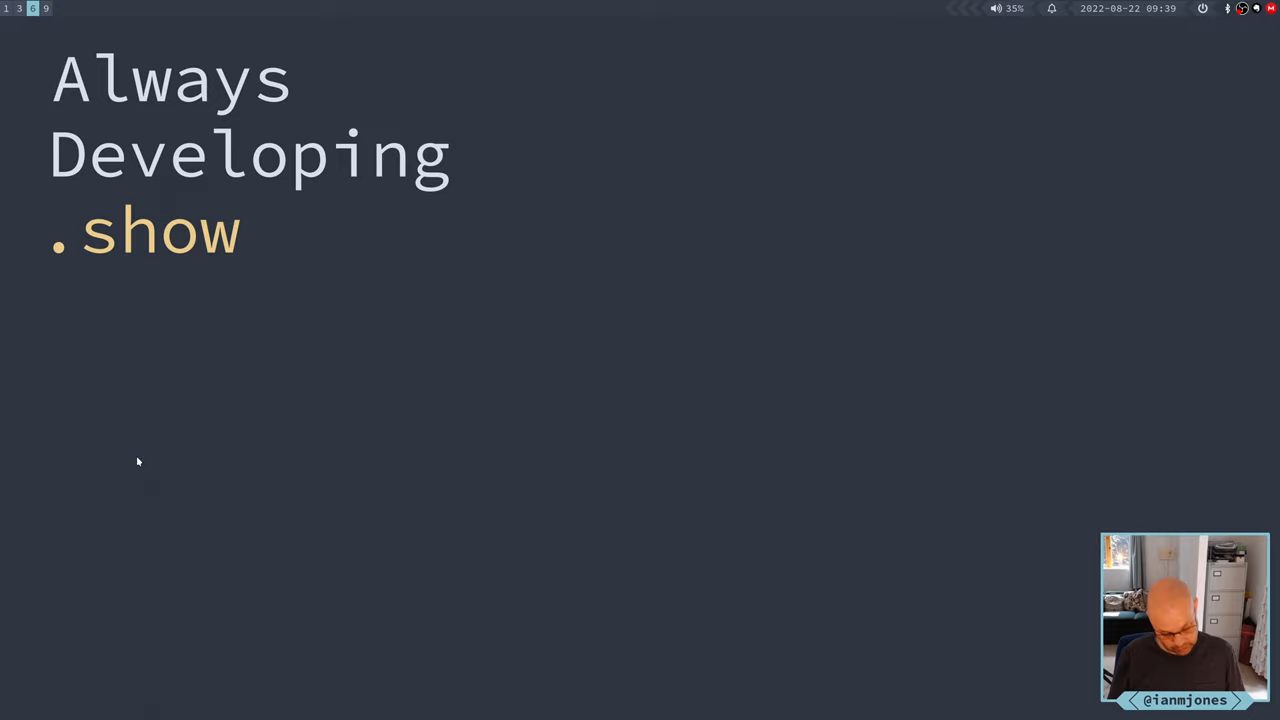 1 3 6 9
35%
2022-08-22 09:39
Always
Developing
.show
@ianmjones